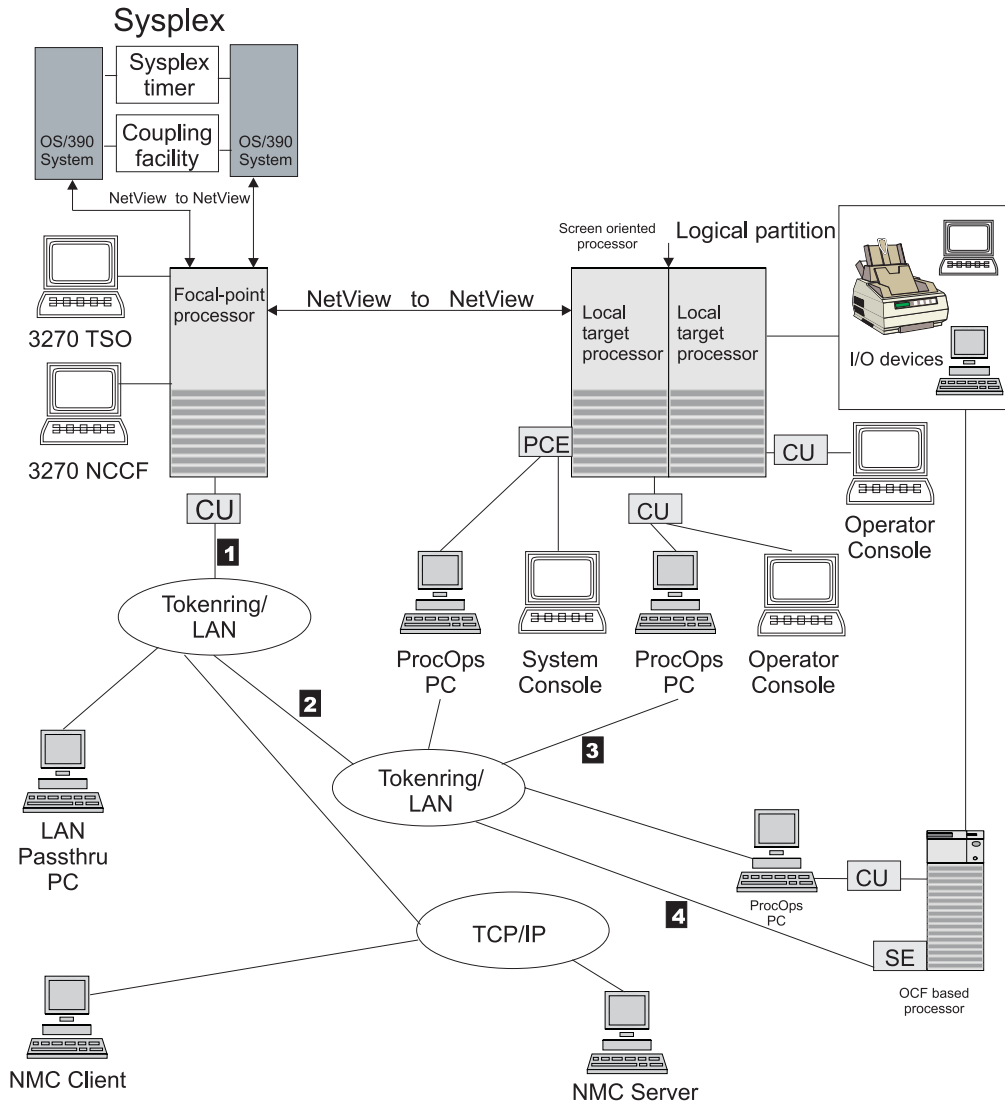 Sysplex
Sysplex
timer
OS/390
System
Coupling
facility
OS/390
System
NetView to NetView
Screen oriented
processor
Logical partition
3270 TSO
Focal-point
processor
NetView to NetView
Local
target
processor
Local
target
processor
I/O devices
3270 NCCF
PCE
CU
CU
CU
Operator
Console
1
Tokenring/
LAN
ProcOps
PC
System
Console
ProcOps
PC
Operator
Console
2
3
Tokenring/
LAN
LAN
Passthru
PC
ProcOps
PC
CU
4
TCP/IP
SE
OCF based
processor
NMC Client
NMC Server